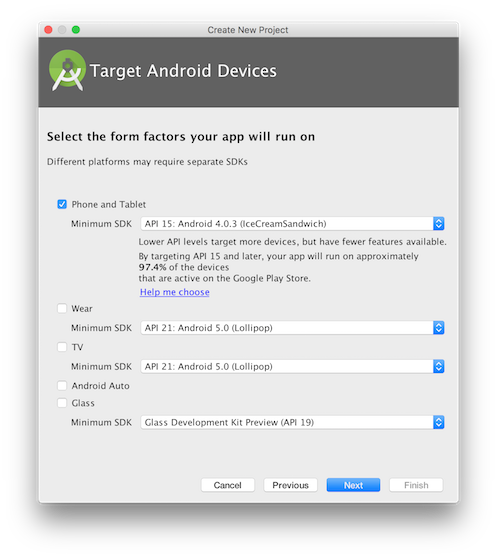 Create New Project
Target Android Devices
Select the form factors your app will run on
Different platforms may require separate SDKs
Phone and Tablet
Minimum SDK API 15: Android 4.0.3 (IceCreamSandwich)
Lower API levels target more devices, but have fewer features available.
By targeting API 15 and later, your app will run on approximately
97.4% of the devices
that are active on the Google Play Store.
Help me choose
Wear
Minimum SDK API 21: Android 5.0 (Lollipop)
TV
Minimum SDK API 21: Android 5.0 (Lollipop)
Android Auto
Glass
Minimum SDK Glass Development Kit Preview (API 19)
Cancel Previous Next Finish